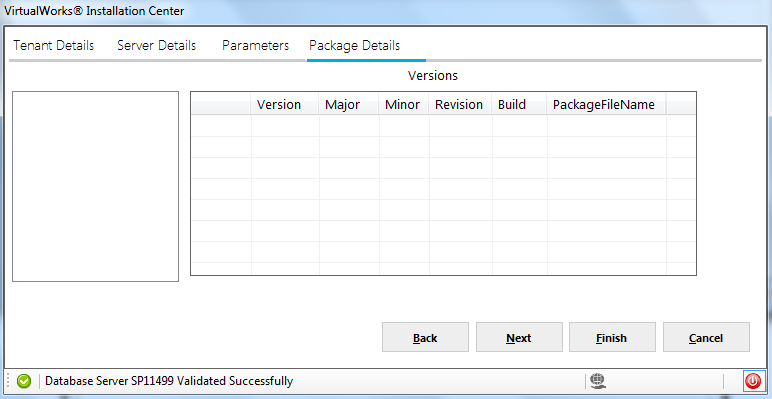 VirtualWorks® Installation Center
Tenant Details Server Details Parameters Package Details
Versions
Version Major Minor Revision Build PackageFileName
Back Next Finish Cancel
Database Server SP11499 Validated Successfully